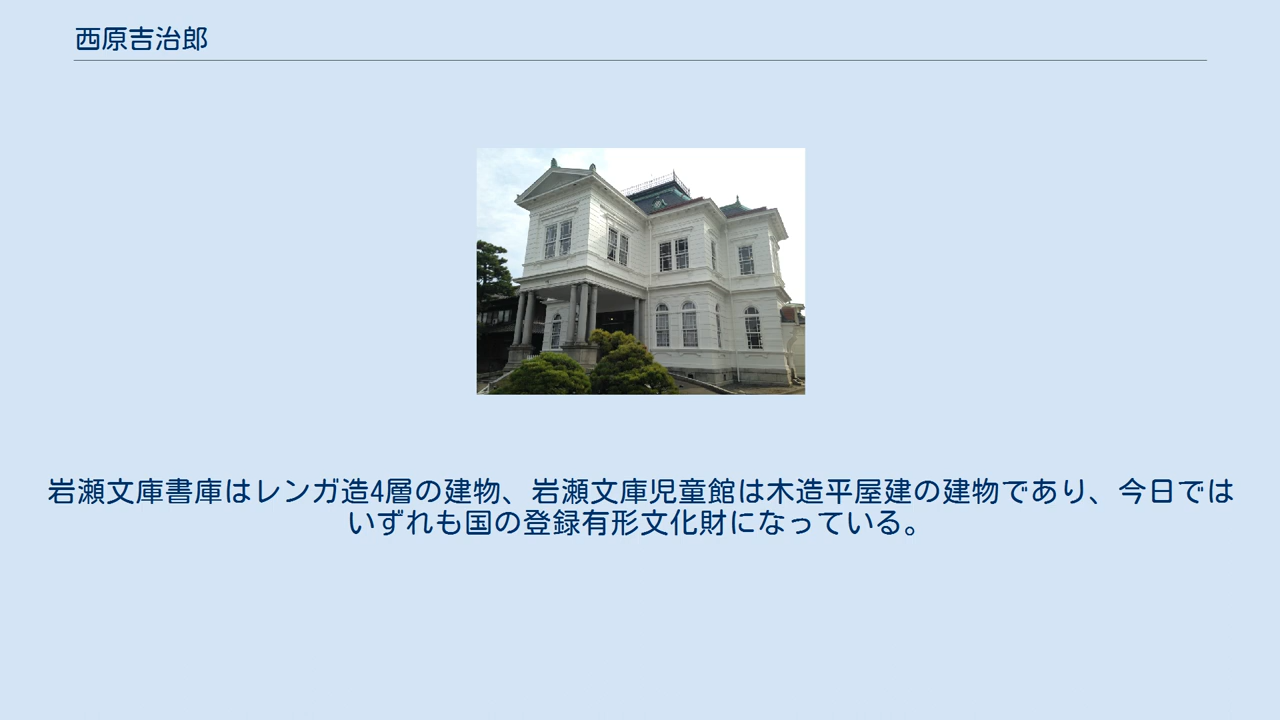 西原吉治郎
岩瀬文庫書庫はレンガ造4層の建物、岩瀬文庫児童館は木造平屋建の建物であり、今日では
いずれも国の登録有形文化財になっている。